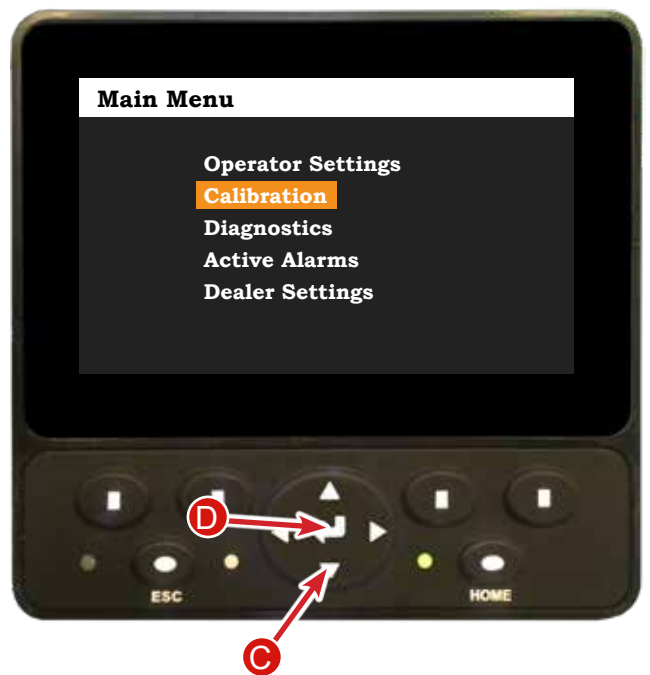 Main Menu
Operator Settings
Calibration
Diagnostics
Active Alarms
Dealer Settings
D
ESC
HOME
C